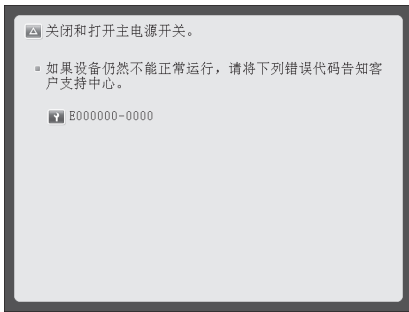 关闭和打开主电源开关。
如果设备仍然不能正常运行，请将下列错误代码告知客
户支持中心。
E000000-0000